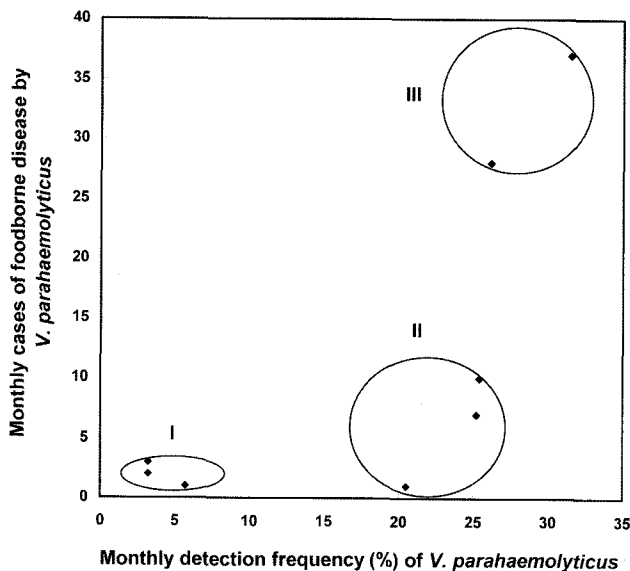 Monthly cases of foodborne disease by
V. parahaemolyticus
40
35
30
25
20
15
10
5
0
III
II
I
0 5 10 15 20 25 30 35
Monthly detection frequency (%) of V. parahaemolyticus